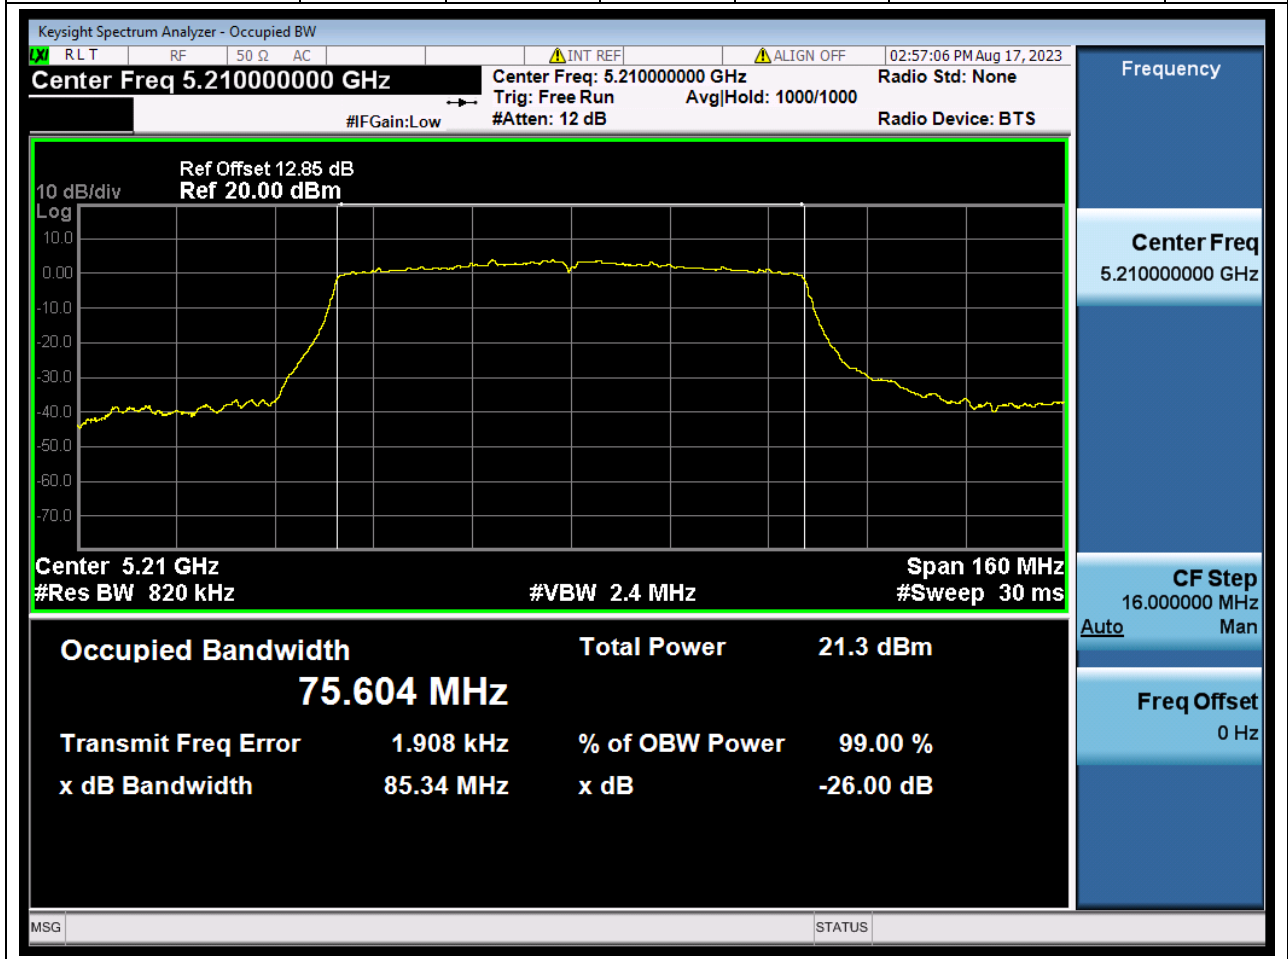 Keysight Spectrum Analyzer - Occupied BW
LXI RLT RF 50 Ω AC INT REF ALIGN OFF 02:57:06 PM Aug 17, 2023
Center Freq 5.210000000 GHz
#IFGain:Low
Center Freq: 5.210000000 GHz
Trig: Free Run Avg|Hold: 1000/1000
#Atten: 12 dB
Radio Std: None
Radio Device: BTS
Ref Offset 12.85 dB
10 dB/div Ref 20.00 dBm
Log
10.0
0.00
-10.0
-20.0
-30.0
-40.0
-50.0
-60.0
-70.0
Center 5.21 GHz Span 160 MHz
#Res BW 820 kHz #VBW 2.4 MHz #Sweep 30 ms
Occupied Bandwidth Total Power 21.3 dBm
75.604 MHz
Transmit Freq Error 1.908 kHz % of OBW Power 99.00 %
x dB Bandwidth 85.34 MHz x dB -26.00 dB
MSG STATUS
Frequency
Center Freq
5.210000000 GHz
CF Step
16.000000 MHz
Auto Man
Freq Offset
0 Hz